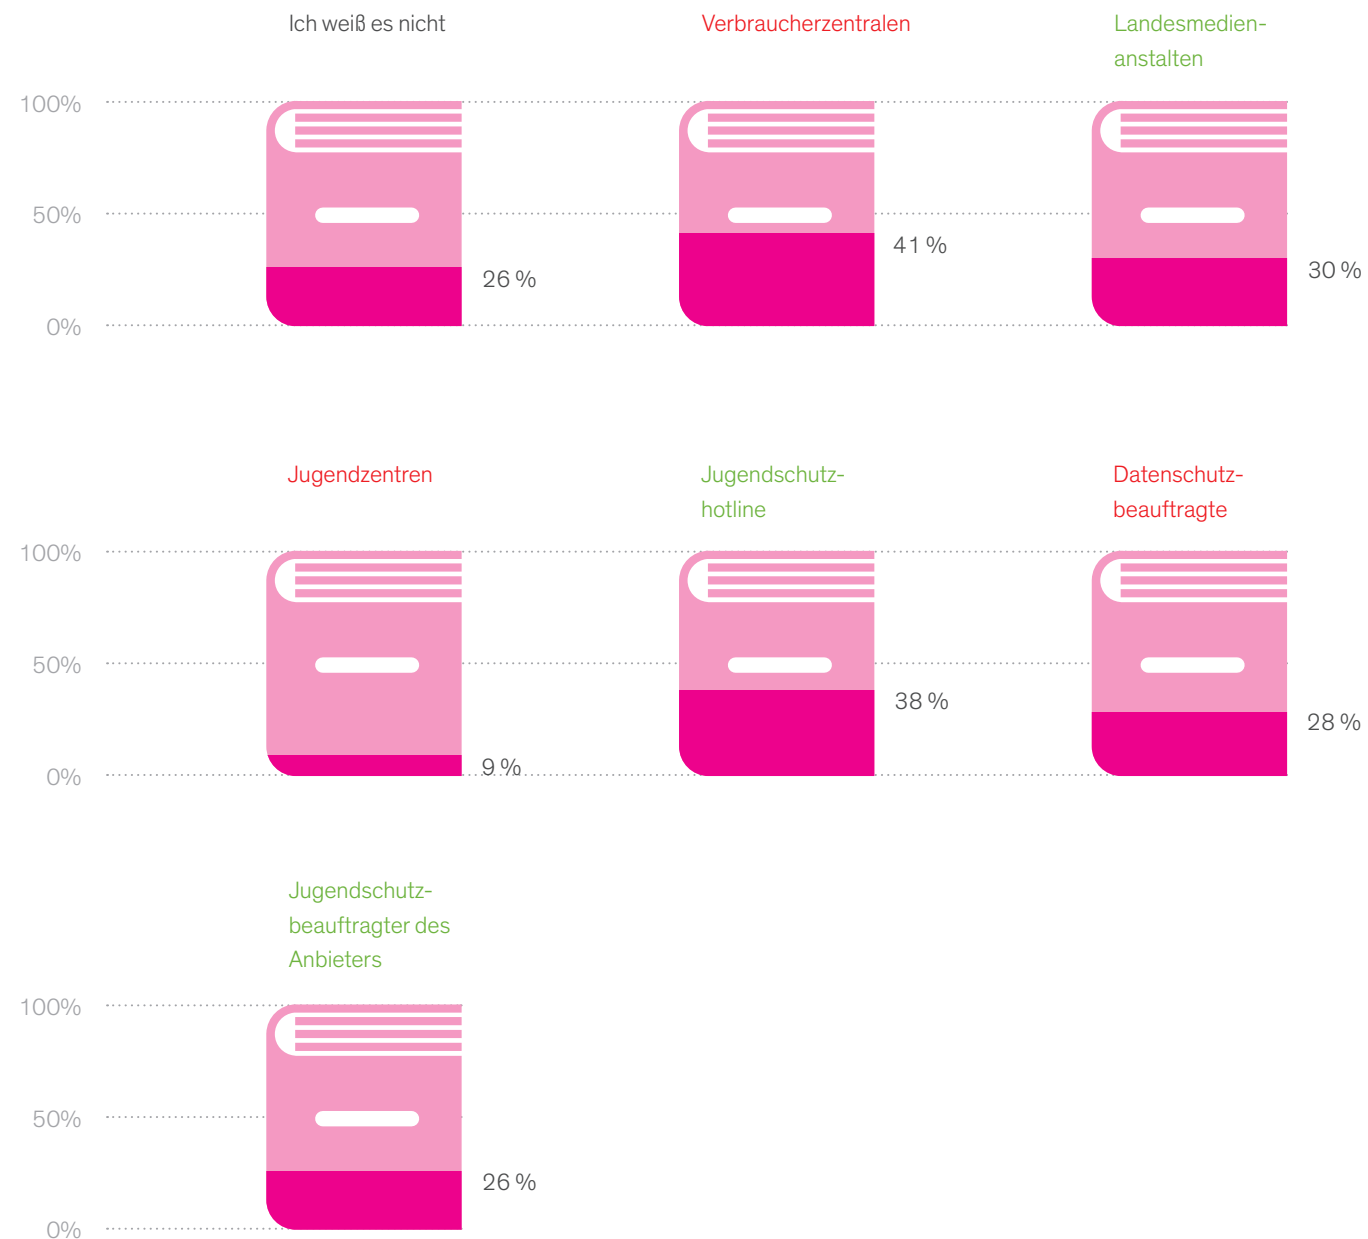 Ich weiß es nicht
Verbraucherzentralen
Landesmedien-
anstalten
100%
50%
0%
26 %
41 %
30 %
Jugendzentren
Jugendschutz-
hotline
Datenschutz-
beauftragte
100%
50%
0%
9 %
38 %
28 %
Jugendschutz-
beauftragter des
Anbieters
100%
50%
0%
26 %